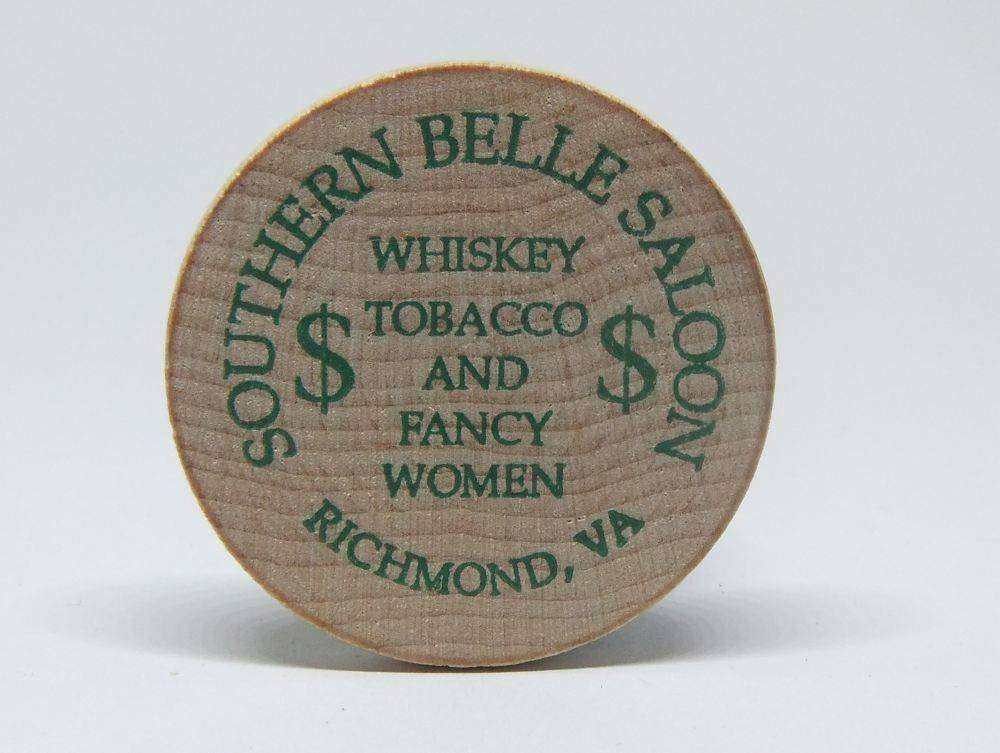 SOUTHERN BELLE SALOON
WHISKEY
$ TOBACCO $
AND
FANCY
WOMEN
RICHMOND, VA